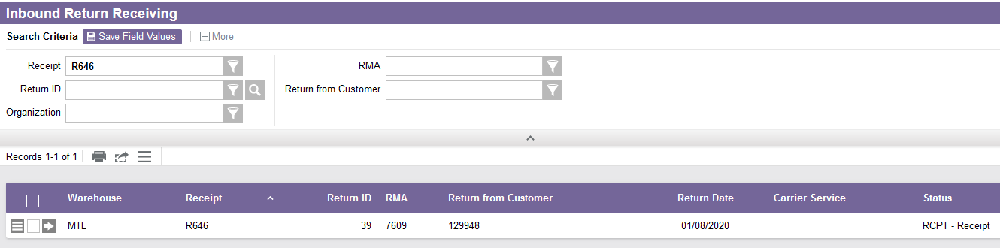 Inbound Return Receiving
Search Criteria Save Field Values More
Receipt R646 RMA
Return ID Return from Customer
Organization
Records 1-1 of 1
Warehouse Receipt Return ID RMA Return from Customer Return Date Carrier Service Status
MTL R646 39 7609 129948 01/08/2020 RCPT - Receipt